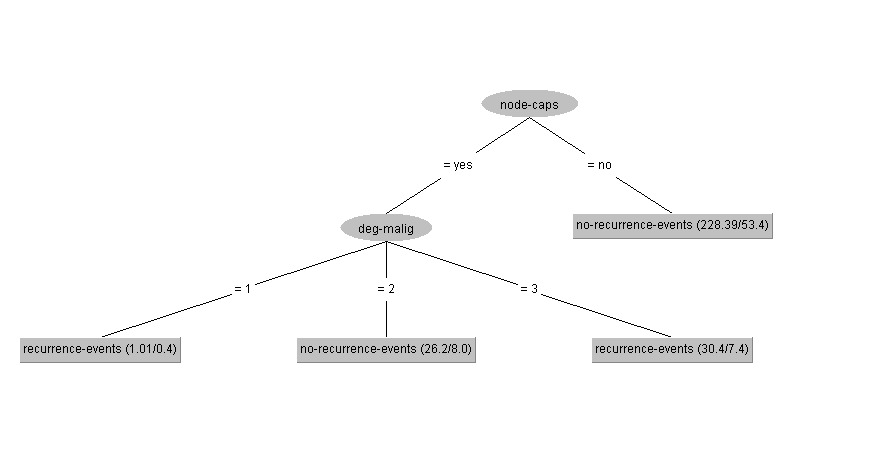 node-caps
= yes
= no
deg-malig
no-recurrence-events (228.39/53.4)
= 1
= 2
= 3
recurrence-events (1.01/0.4)
no-recurrence-events (26.2/8.0)
recurrence-events (30.4/7.4)